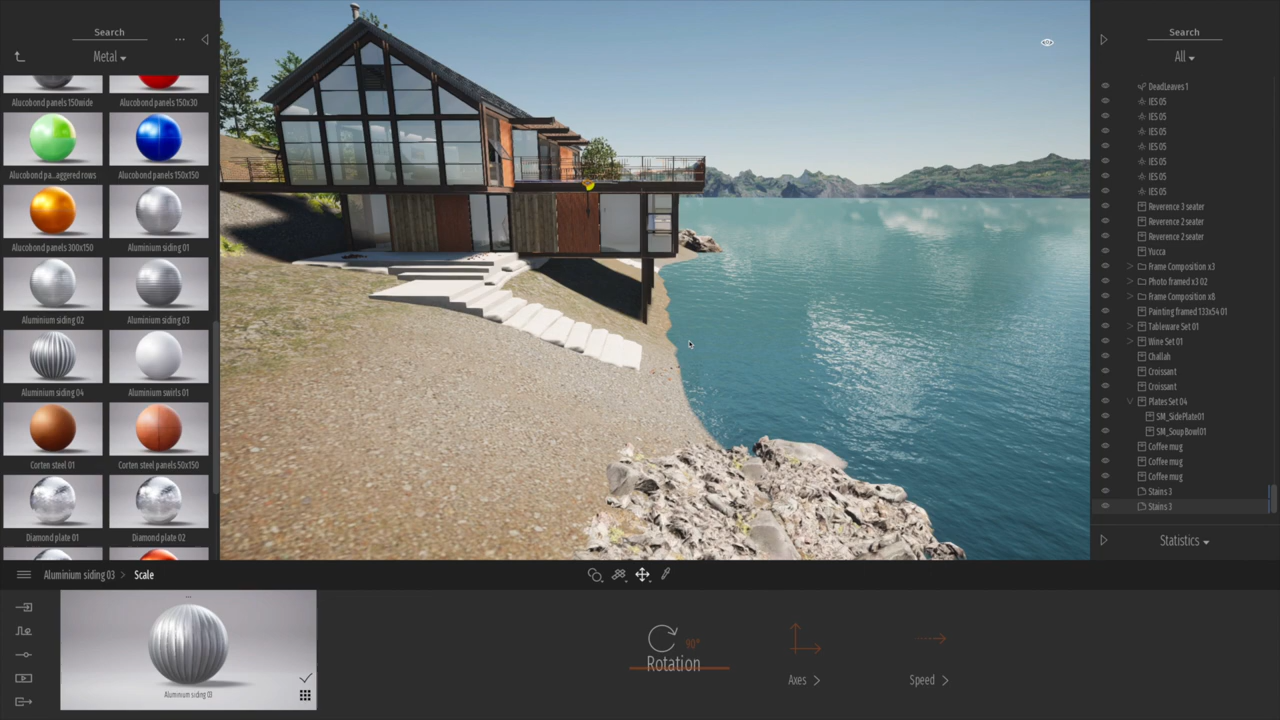 Search
Metal
Alucobond panels 150wide
Alucobond panels 150x30
Alucobond pa...aggered rows
Alucobond panels 150x150
Alucobond panels 300x150
Aluminium siding 01
Aluminium siding 02
Aluminium siding 03
Aluminium siding 04
Aluminium swirls 01
Corten steel 01
Corten steel panels 50x150
Diamond plate 01
Diamond plate 02
Search
All
DeadLeaves 1
IES 05
IES 05
IES 05
IES 05
IES 05
IES 05
IES 05
Reverence 3 seater
Reverence 2 seater
Reverence 2 seater
Yucca
Frame Composition x3
Photo framed x3 02
Frame Composition x8
Painting framed 133x54 01
Tableware Set 01
Wine Set 01
Challah
Croissant
Croissant
Plates Set 04
SM_SidePlate01
SM_SoupBowl01
Coffee mug
Coffee mug
Coffee mug
Stains 3
Stains 3
Statistics
Aluminium siding 03 > Scale
Aluminium siding 03
90°
Rotation
Axes
Speed